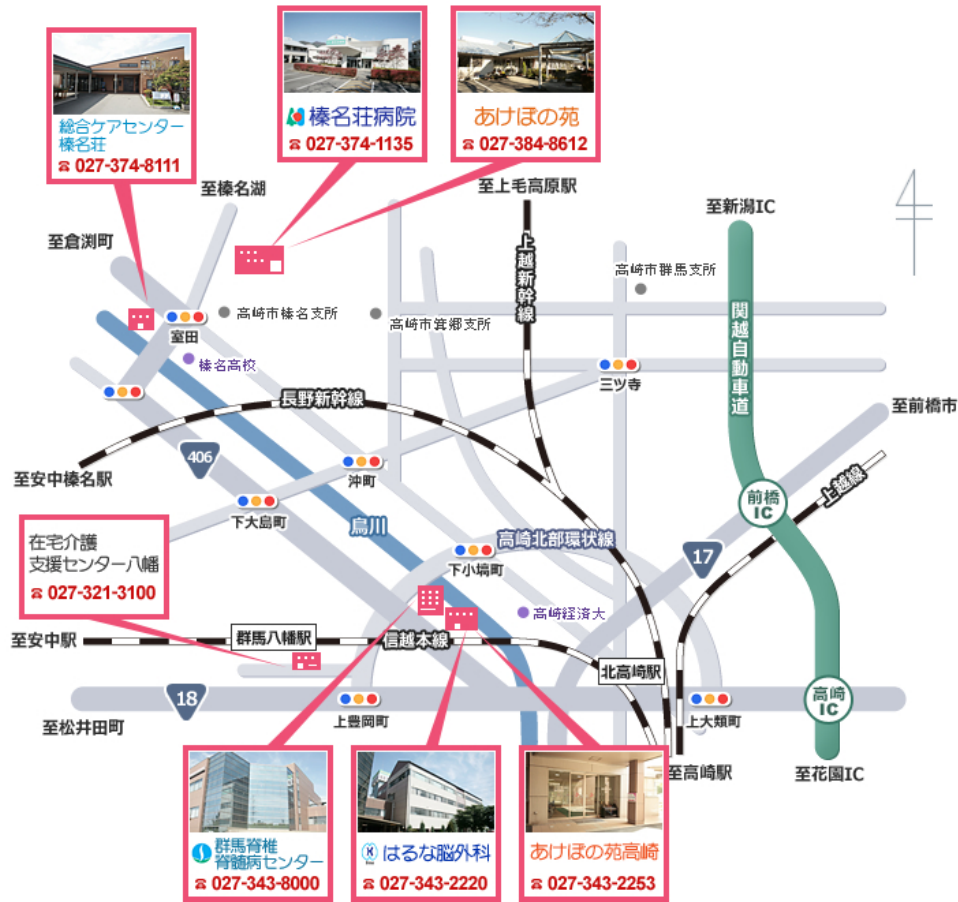 総合ケアセンター
榛名荘
☎ 027-374-8111
榛名荘病院
☎ 027-374-1135
あけぼの苑
☎ 027-384-8612
至榛名湖
至上毛高原駅
至新潟IC
至倉渕町
上越新幹線
高崎市群馬支所
高崎市榛名支所
高崎市箕郷支所
関越自動車道
室田
榛名高校
三ツ寺
長野新幹線
至前橋市
406
沖町
至安中榛名駅
上越線
前橋
IC
下大島町
烏川
高崎北部環状線
在宅介護
支援センター八幡
☎ 027-321-3100
下小塙町
17
高崎経済大
至安中駅
群馬八幡駅
信越本線
北高崎駅
18
高崎
IC
至松井田町
上豊岡町
上大類町
至高崎駅
至花園IC
群馬脊椎
脊髄病センター
☎ 027-343-8000
はるな脳外科
☎ 027-343-2220
あけぼの苑高崎
☎ 027-343-2253